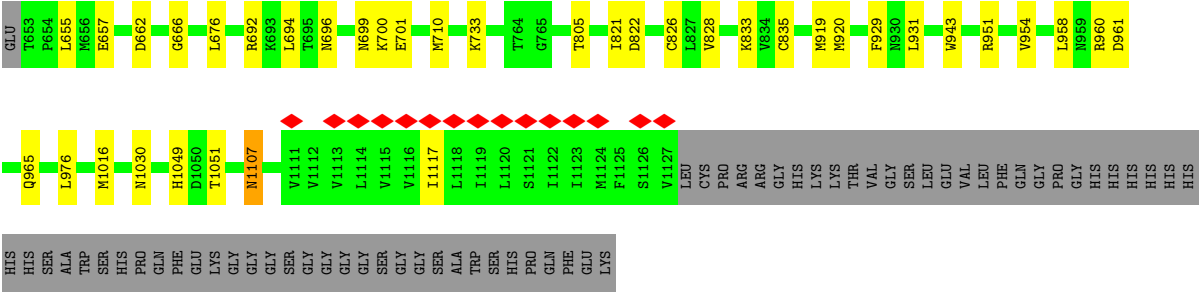 GLU T653 P654 L655 M656 E657 D662 G666 L676 R692 K693 L694 T695 N696 N699 K700 E701 M710 K733 T764 G765 T805 I821 D822 C826 L827 V828 K833 V834 C835 M919 M920 F929 N930 L931 W943 R951 V954 L958 N959 R960 D961
Q965 L976 M1016 N1030 H1049 D1050 T1051 N1107 V1111 V1112 V1113 L1114 V1115 V1116 I1117 L1118 I1119 L1120 S1121 I1122 I1123 M1124 F1125 S1126 V1127 LEU CYS PRO ARG ARG GLY HIS LYS LYS THR VAL GLY SER LEU GLU VAL LEU PHE GLN GLY PRO GLY HIS HIS HIS HIS HIS HIS
HIS HIS SER ALA TRP SER HIS PRO GLN PHE GLU LYS GLY GLY GLY SER GLY GLY GLY GLY SER GLY GLY SER ALA TRP SER HIS PRO GLN PHE GLU LYS